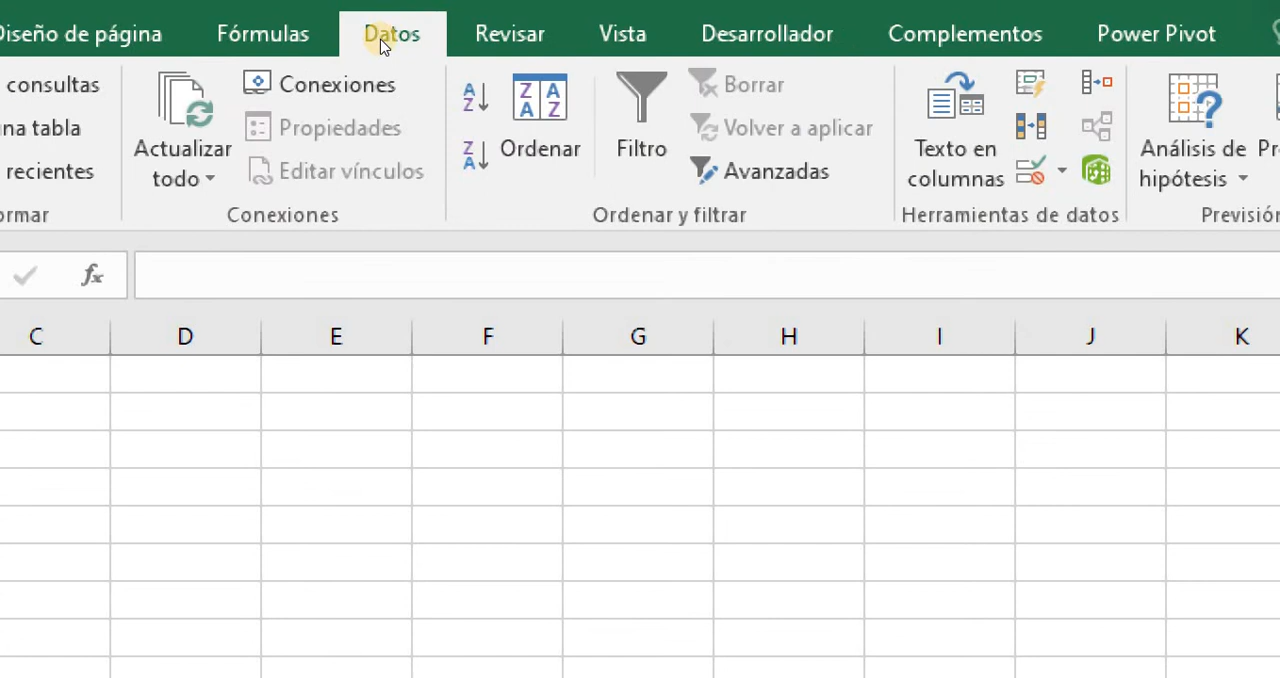 Diseño de página Fórmulas Datos Revisar Vista Desarrollador Complementos Power Pivot
consultas
una tabla
recientes
Actualizar
todo
Conexiones
Propiedades
Editar vínculos
Conexiones
A
Z
Z
A
Z A
A Z
Ordenar
Filtro
Borrar
Volver a aplicar
Avanzadas
Ordenar y filtrar
Texto en
columnas
Herramientas de datos
Análisis de
hipótesis
fx
C D E F G H I J K